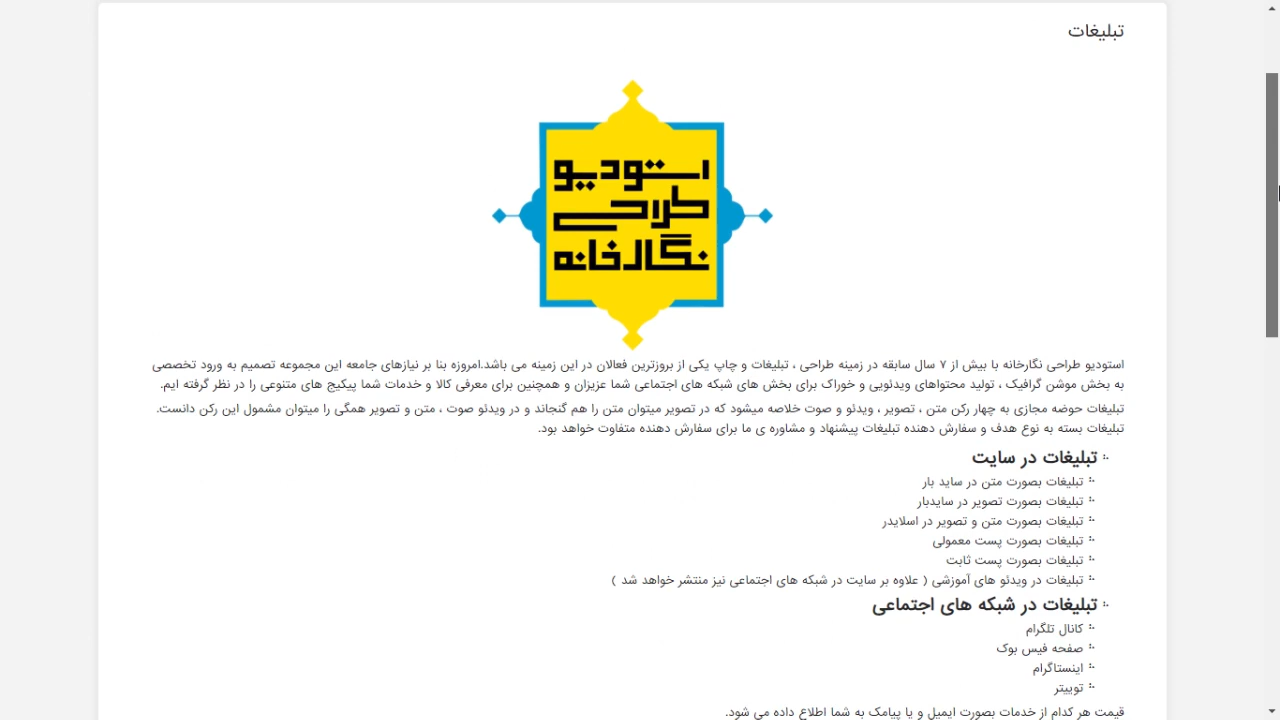 تبلیغات
استودیو
طراحی
نگارخانه
استودیو طراحی نگارخانه با بیش از ۷ سال سابقه در زمینه طراحی ، تبلیغات و چاپ یکی از بروزترین فعالان در این زمینه می باشد.امروزه بنا بر نیازهای جامعه این مجموعه تصمیم به ورود تخصصی
به بخش موشن گرافیک ، تولید محتواهای ویدئویی و خوراک برای بخش های شبکه های اجتماعی شما عزیزان و همچنین برای معرفی کالا و خدمات شما پیکیج های متنوعی را در نظر گرفته ایم.
تبلیغات حوضه مجازی به چهار رکن متن ، تصویر ، ویدئو و صوت خلاصه میشود که در تصویر میتوان متن را هم گنجاند و در ویدئو صوت ، متن و تصویر همگی را میتوان مشمول این رکن دانست.
تبلیغات بسته به نوع هدف و سفارش دهنده تبلیغات پیشنهاد و مشاوره ی ما برای سفارش دهنده متفاوت خواهد بود.
تبلیغات در سایت
تبلیغات بصورت متن در ساید بار
تبلیغات بصورت تصویر در سایدبار
تبلیغات بصورت متن و تصویر در اسلایدر
تبلیغات بصورت پست معمولی
تبلیغات بصورت پست ثابت
تبلیغات در ویدئو های آموزشی ( علاوه بر سایت در شبکه های اجتماعی نیز منتشر خواهد شد )
تبلیغات در شبکه های اجتماعی
کانال تلگرام
صفحه فیس بوک
اینستاگرام
توییتر
قیمت هر کدام از خدمات بصورت ایمیل و یا پیامک به شما اطلاع داده می شود.